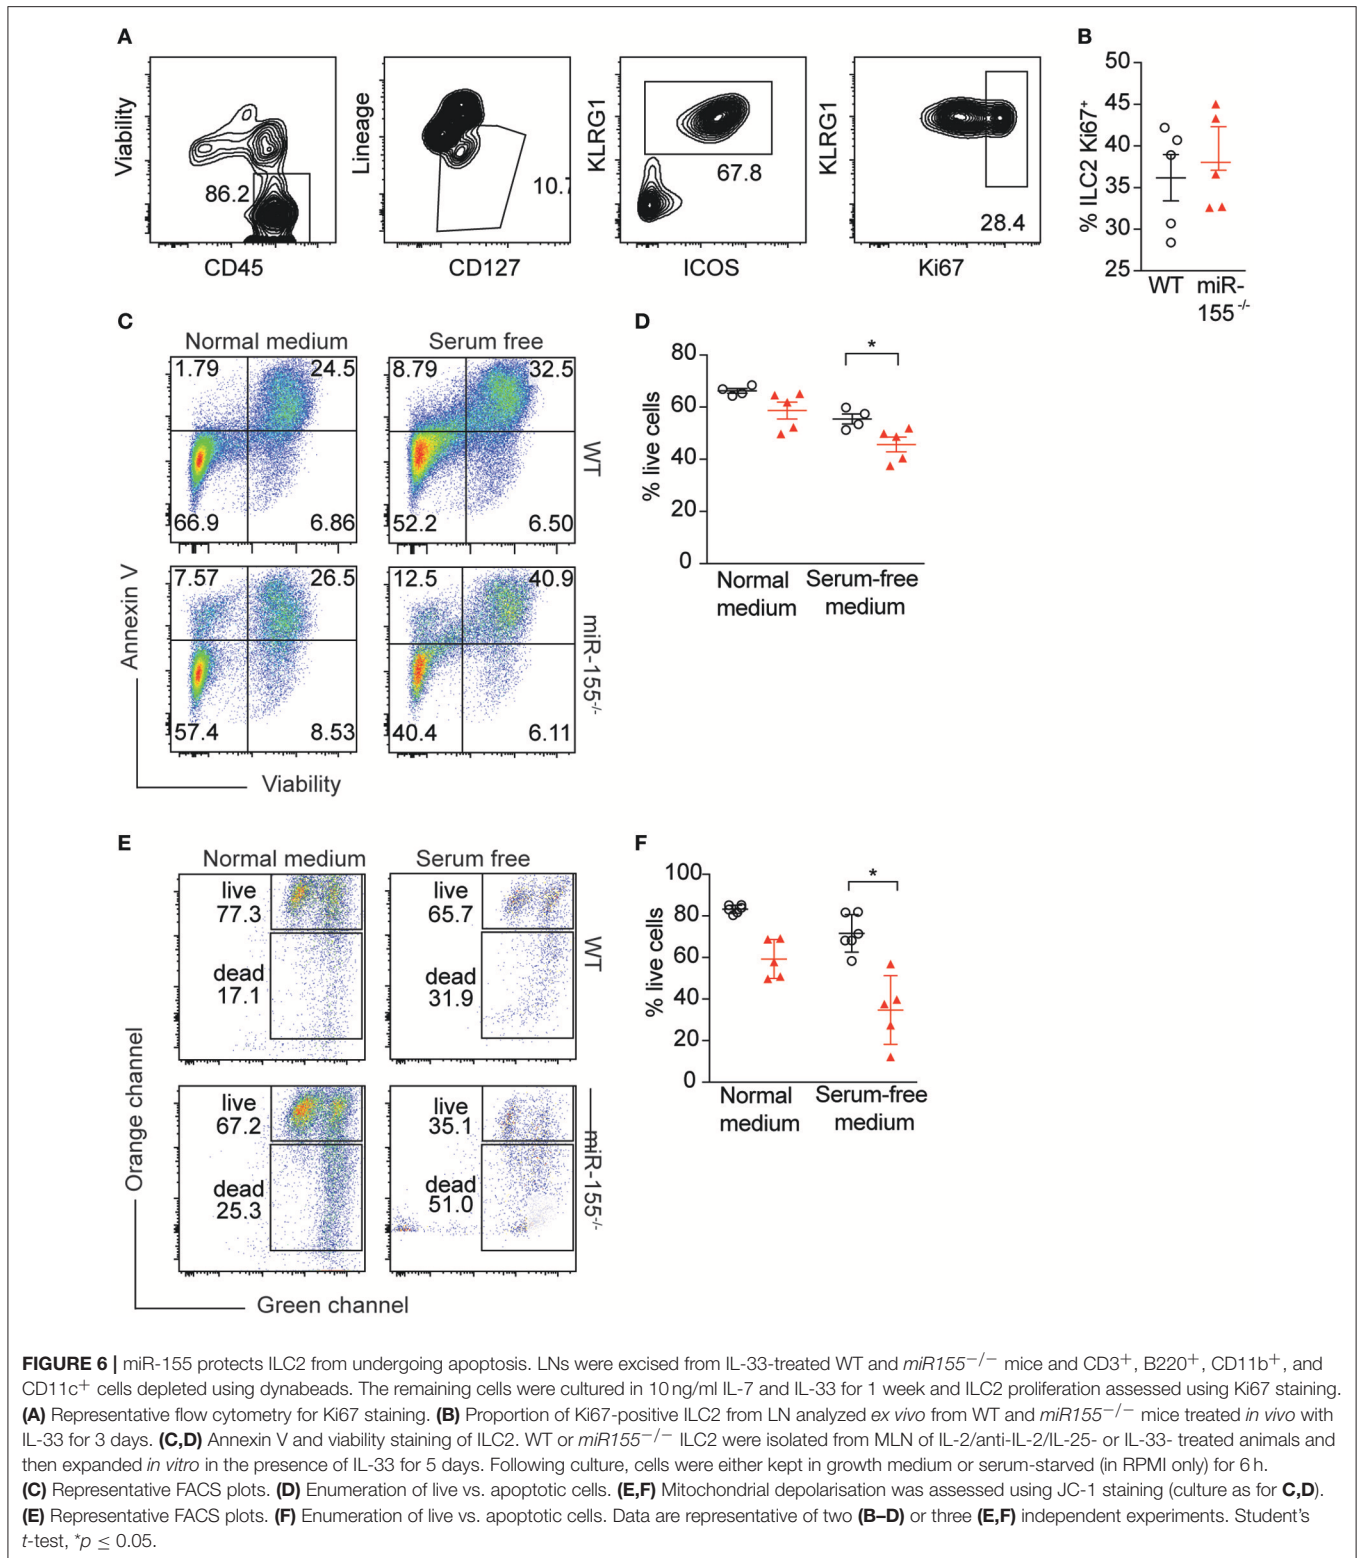 A
Viability
86.2
CD45
Lineage
10.7
CD127
KLRG1
67.8
ICOS
KLRG1
28.4
Ki67
B
% ILC2 Ki67+
50
45
40
35
30
25
WT
miR-
155-/-
C
Normal medium
Serum free
1.79
24.5
8.79
32.5
66.9
6.86
52.2
6.50
WT
7.57
26.5
12.5
40.9
57.4
8.53
40.4
6.11
miR-155-/-
Annexin V
Viability
D
% live cells
80
60
40
20
0
*
Normal
medium
Serum-free
medium
E
Normal medium
Serum free
live
77.3
dead
17.1
live
65.7
dead
31.9
WT
live
67.2
dead
25.3
live
35.1
dead
51.0
miR-155-/-
Orange channel
Green channel
F
% live cells
100
80
60
40
20
0
*
Normal
medium
Serum-free
medium
FIGURE 6 | miR-155 protects ILC2 from undergoing apoptosis. LNs were excised from IL-33-treated WT and miR155−/− mice and CD3+, B220+, CD11b+, and
CD11c+ cells depleted using dynabeads. The remaining cells were cultured in 10 ng/ml IL-7 and IL-33 for 1 week and ILC2 proliferation assessed using Ki67 staining.
(A) Representative flow cytometry for Ki67 staining. (B) Proportion of Ki67-positive ILC2 from LN analyzed ex vivo from WT and miR155−/− mice treated in vivo with
IL-33 for 3 days. (C,D) Annexin V and viability staining of ILC2. WT or miR155−/− ILC2 were isolated from MLN of IL-2/anti-IL-2/IL-25- or IL-33- treated animals and
then expanded in vitro in the presence of IL-33 for 5 days. Following culture, cells were either kept in growth medium or serum-starved (in RPMI only) for 6 h.
(C) Representative FACS plots. (D) Enumeration of live vs. apoptotic cells. (E,F) Mitochondrial depolarisation was assessed using JC-1 staining (culture as for C,D).
(E) Representative FACS plots. (F) Enumeration of live vs. apoptotic cells. Data are representative of two (B–D) or three (E,F) independent experiments. Student's
t-test, *p ≤ 0.05.